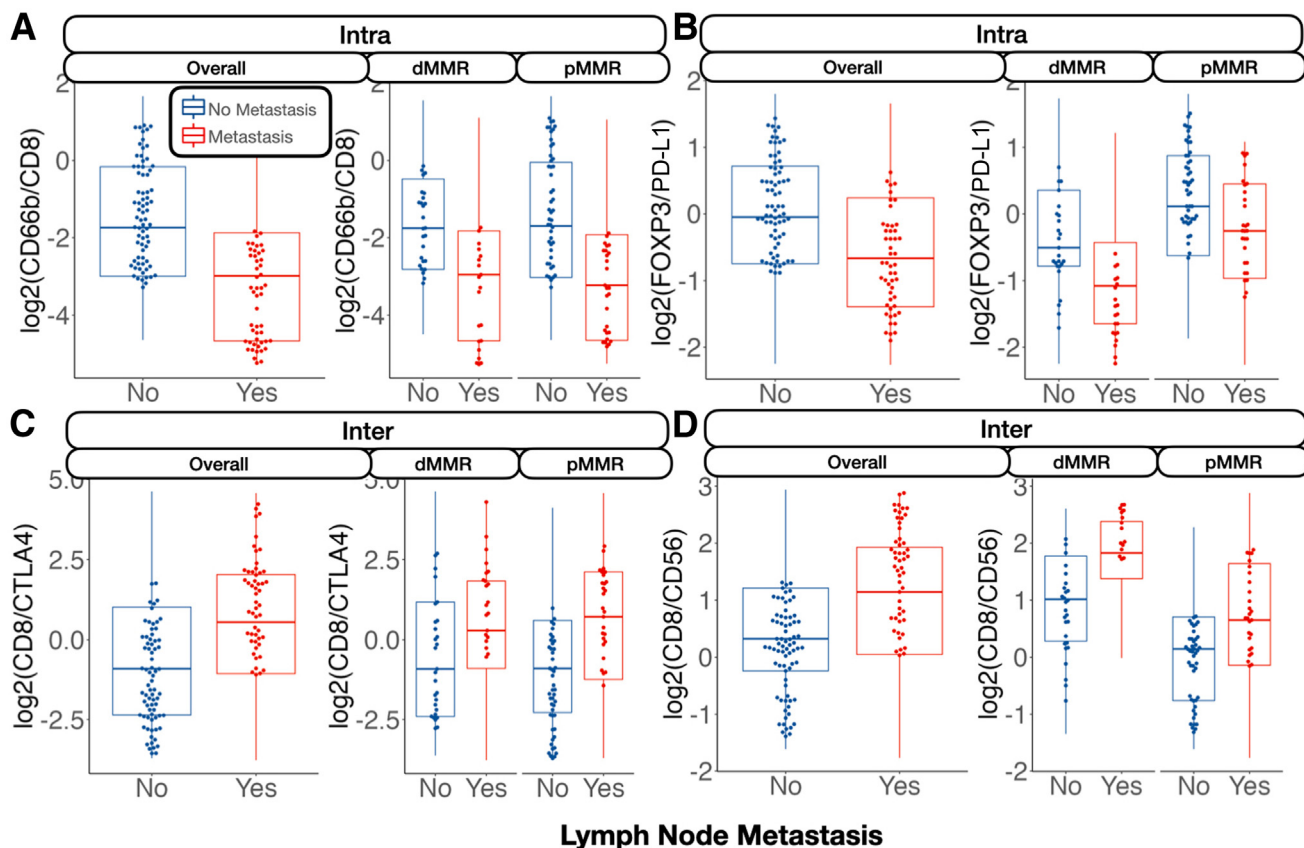 A
Intra
Overall
dMMR
pMMR
No Metastasis
Metastasis
log2(CD66b/CD8)
2
0
-2
-4
No
Yes
log2(CD66b/CD8)
2
0
-2
-4
No Yes
No Yes
B
Intra
Overall
dMMR
pMMR
log2(FOXP3/PD-L1)
2
1
0
-1
-2
No
Yes
log2(FOXP3/PD-L1)
2
1
0
-1
-2
No Yes
No Yes
C
Inter
Overall
dMMR
pMMR
log2(CD8/CTLA4)
5.0
2.5
0.0
-2.5
No
Yes
log2(CD8/CTLA4)
5.0
2.5
0.0
-2.5
No Yes
No Yes
D
Inter
Overall
dMMR
pMMR
log2(CD8/CD56)
3
2
1
0
-1
-2
No
Yes
log2(CD8/CD56)
3
2
1
0
-1
-2
No Yes
No Yes
Lymph Node Metastasis